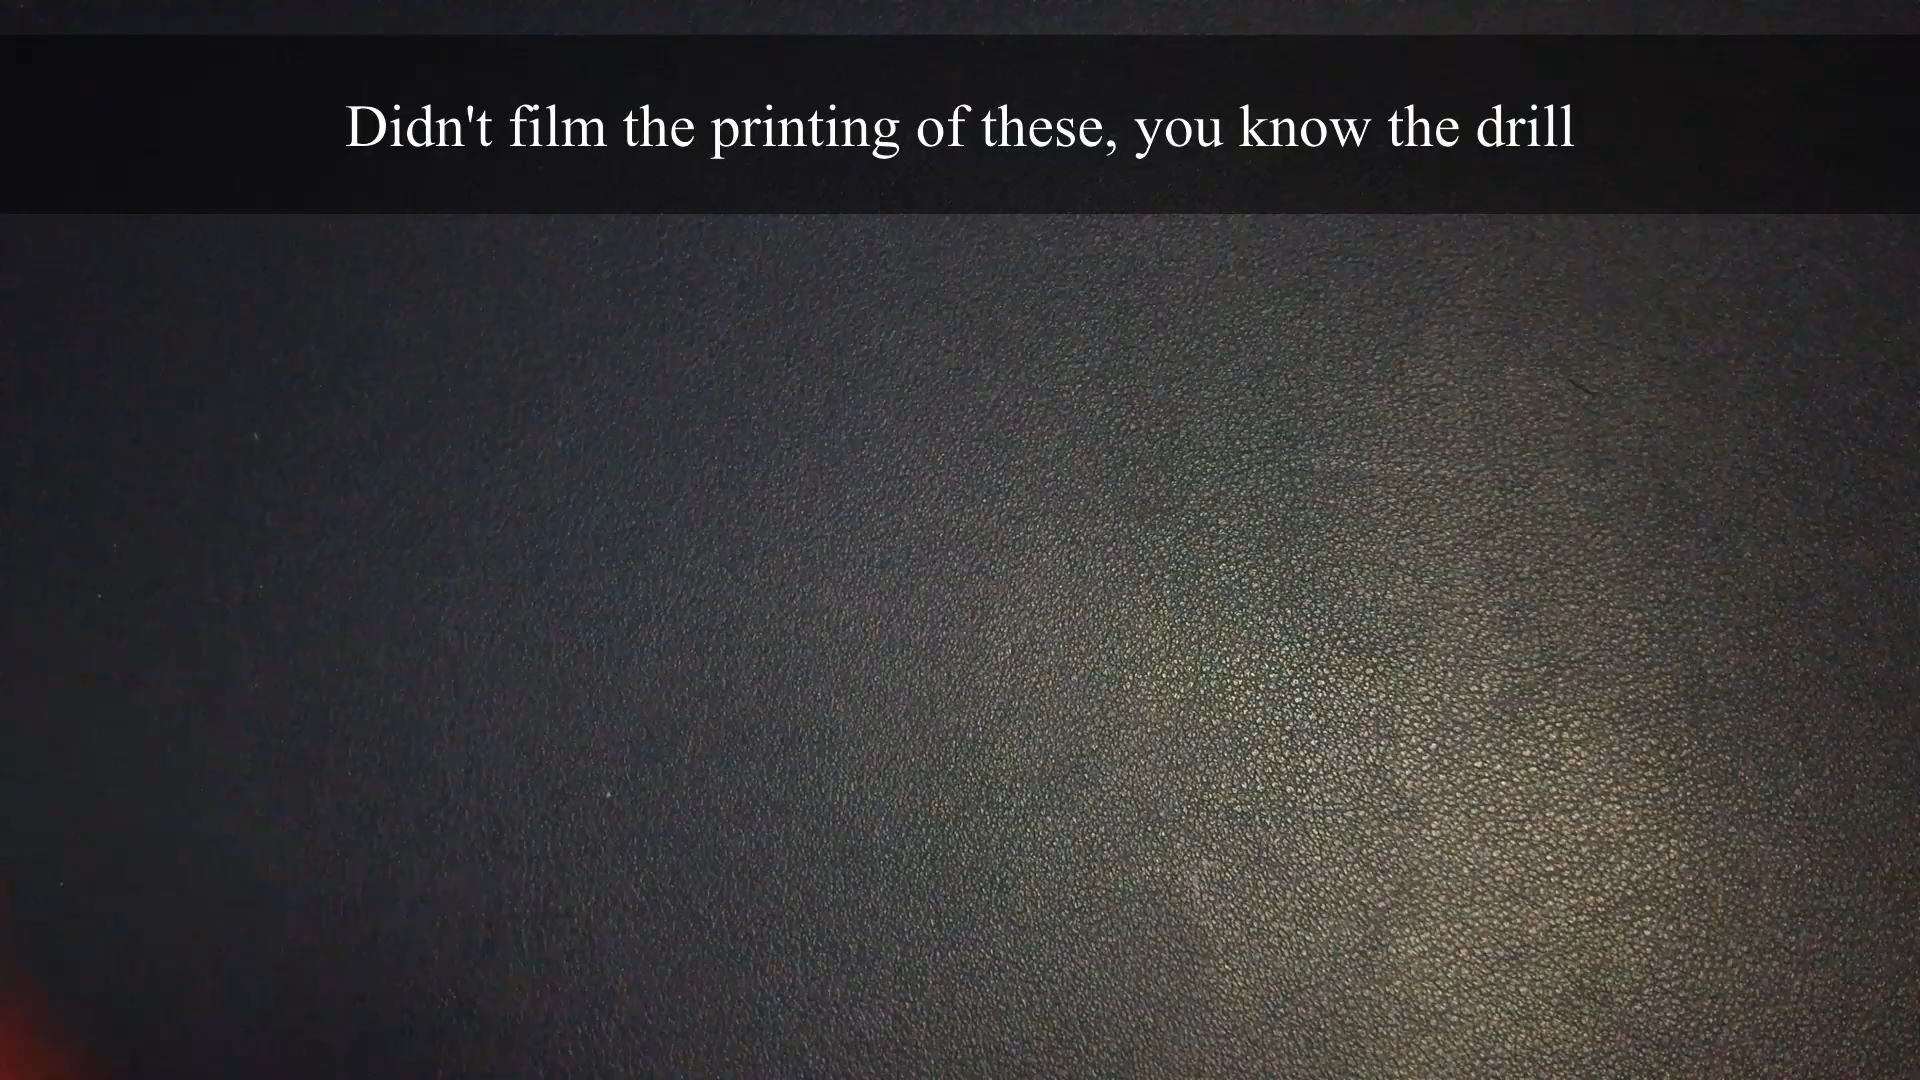 Didn't film the printing of these, you know the drill